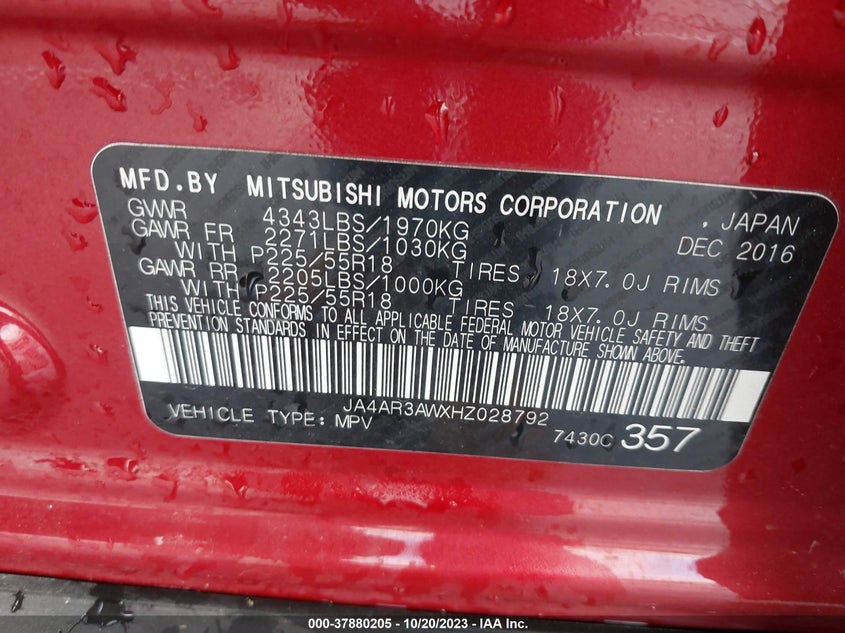 MFD.BY MITSUBISHI MOTORS CORPORATION , JAPAN
GVWR 4343LBS/1970KG DEC 2016
GAWR FR 2271LBS/1030KG
WITH P225/55R18 TIRES 18X7.0J RIMS
GAWR RR 2205LBS/1000KG
WITH P225/55R18 TIRES 18X7.0J RIMS
THIS VEHICLE CONFORMS TO ALL APPLICABLE FEDERAL MOTOR VEHICLE SAFETY AND THEFT
PREVENTION STANDARDS IN EFFECT ON THE DATE OF MANUFACTURE SHOWN ABOVE.
JA4AR3AWXHZ028792
VEHICLE TYPE:MPV 7430C 357
000-37880205 - 10/20/2023 - IAA Inc.